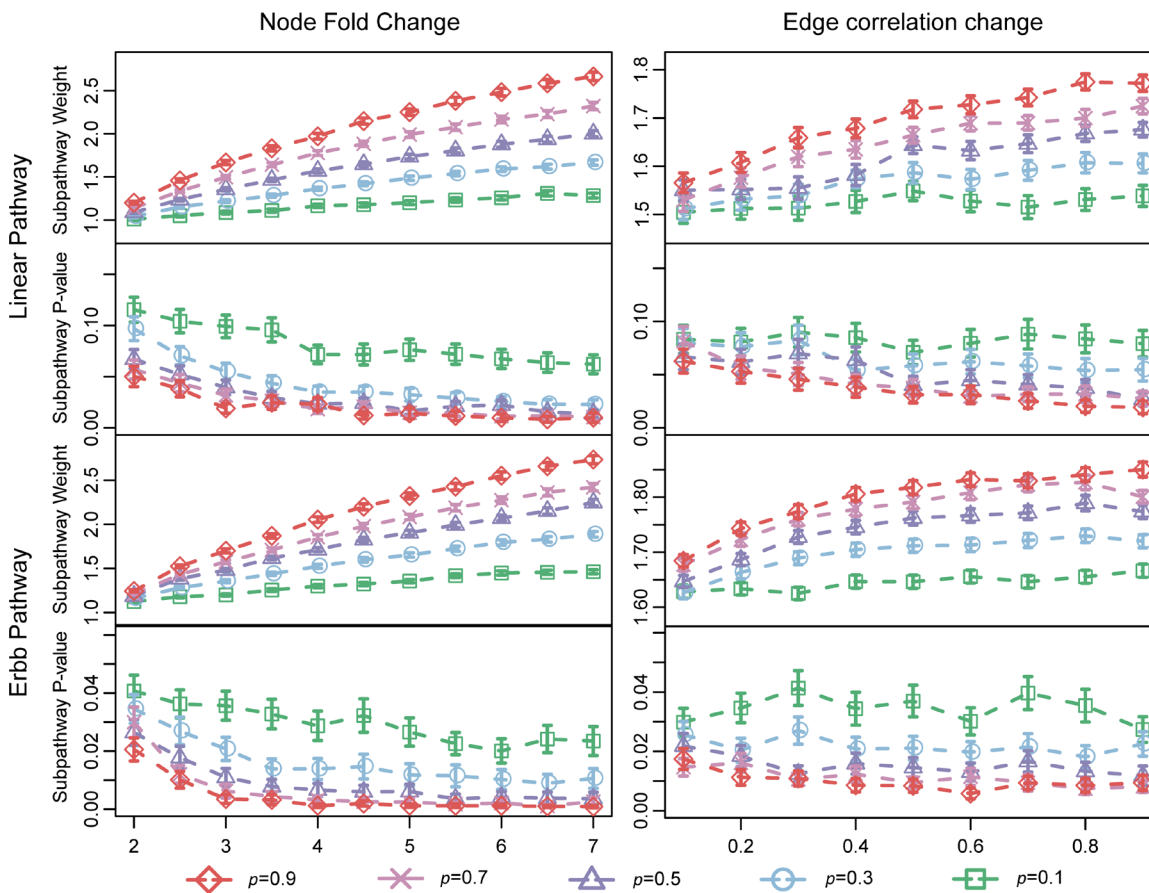 Node Fold Change Edge correlation change
Linear Pathway
Subpathway Weight
1.0 1.5 2.0 2.5
1.5 1.6 1.7 1.8
Subpathway P-value
0.00 0.10
0.00 0.10
Erbb Pathway
Subpathway Weight
1.0 1.5 2.0 2.5
1.60 1.70 1.80
Subpathway P-value
0.00 0.02 0.04
0.00 0.02 0.04
2 3 4 5 6 7 0.2 0.4 0.6 0.8
p=0.9 p=0.7 p=0.5 p=0.3 p=0.1